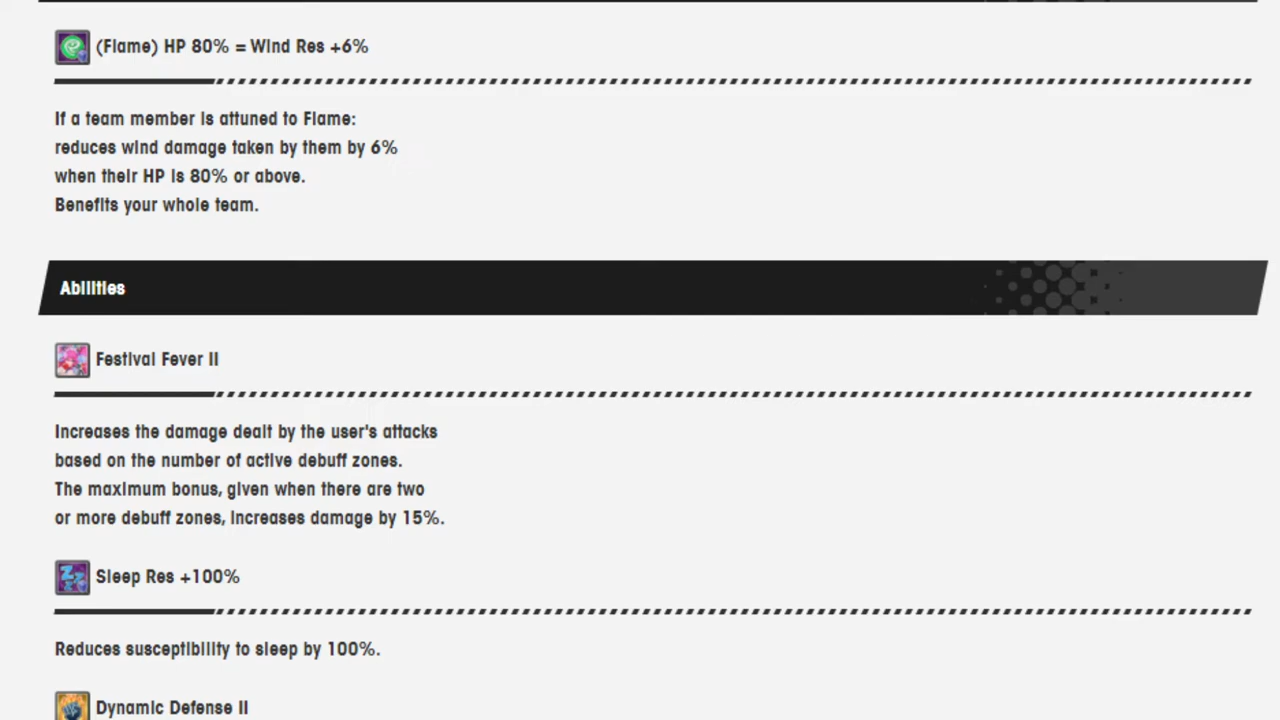 (Flame) HP 80% = Wind Res +6%
If a team member is attuned to Flame:
reduces wind damage taken by them by 6%
when their HP is 80% or above.
Benefits your whole team.
Abilities
Festival Fever II
Increases the damage dealt by the user's attacks
based on the number of active debuff zones.
The maximum bonus, given when there are two
or more debuff zones, increases damage by 15%.
Sleep Res +100%
Reduces susceptibility to sleep by 100%.
Dynamic Defense II